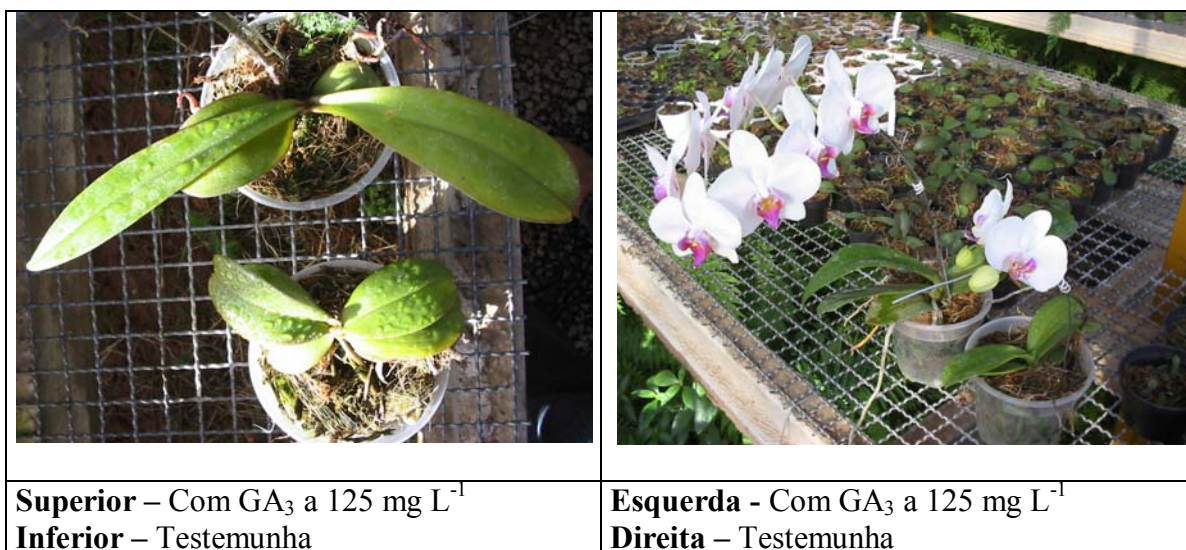 Superior – Com GA₃ a 125 mg L⁻¹
Inferior – Testemunha
Esquerda - Com GA₃ a 125 mg L⁻¹
Direita – Testemunha